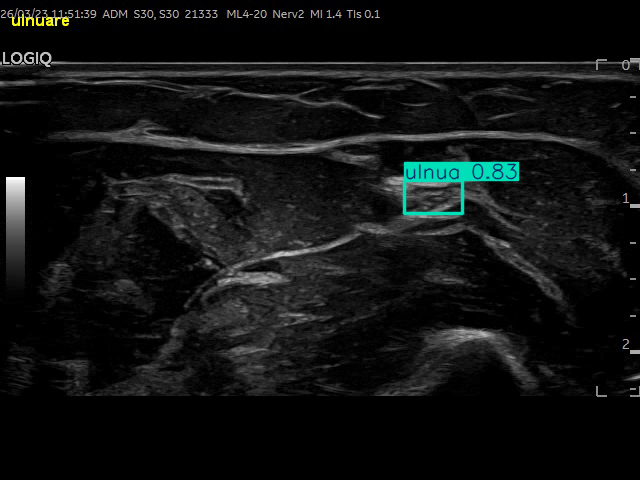 26/03/23 11:51:39 ADM S30, S30 21333 ML4-20 Nerv2 MI 1.4 TIs 0.1
ulnuare
LOGIQ
0
ulnua 0.83
1
2